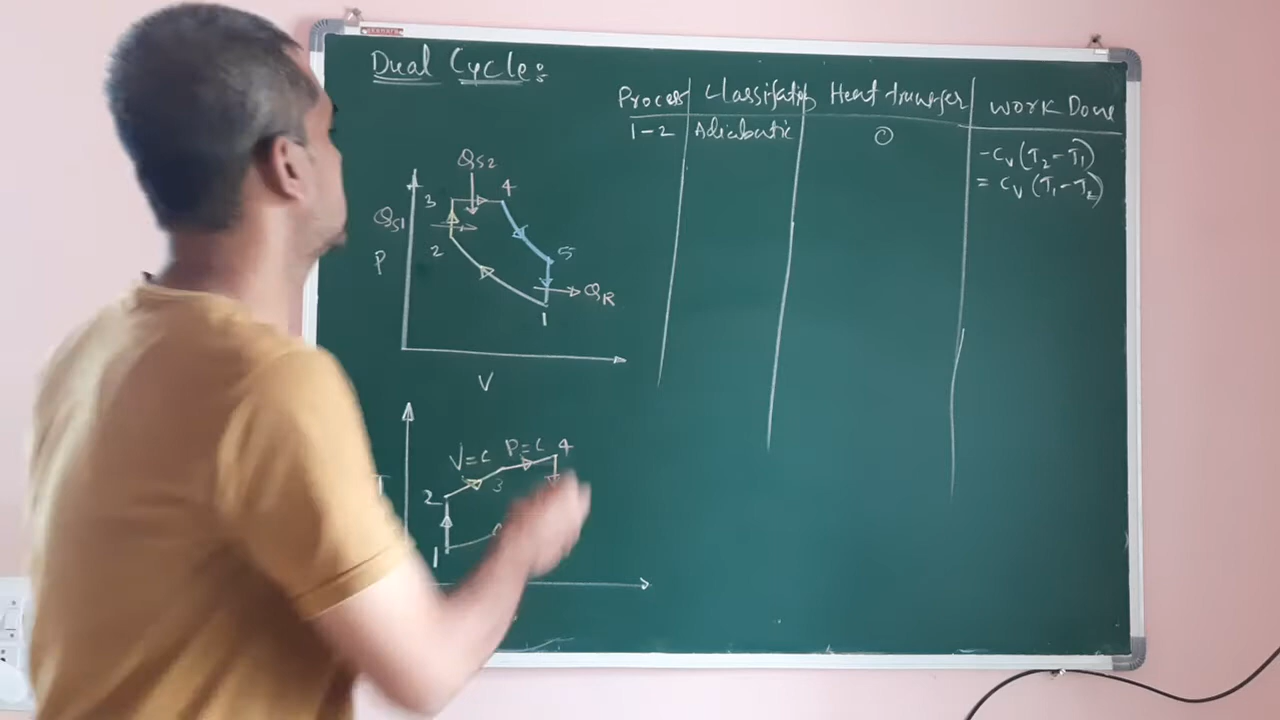 Dual Cycle:
Process Classification Heat transfer Work Done
1-2 Adiabatic 0
-Cv (T2-T1)
= Cv (T1-T2)
QS2
3 4
QS1
P 2 5
QR
1
V
V=C P=C 4
T 2 3
1